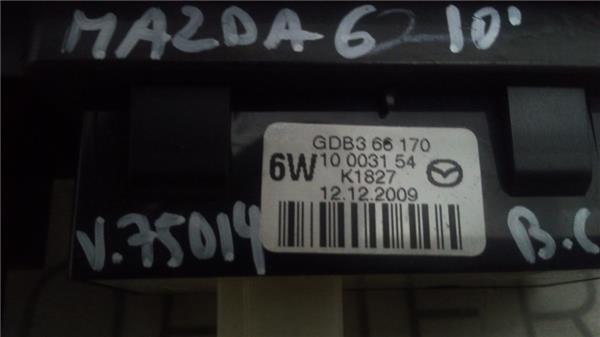 MAZDA 6 10'
GDB3 66 170
6W 10 0031 54
K1827
12.12.2009
V.75014 B.C